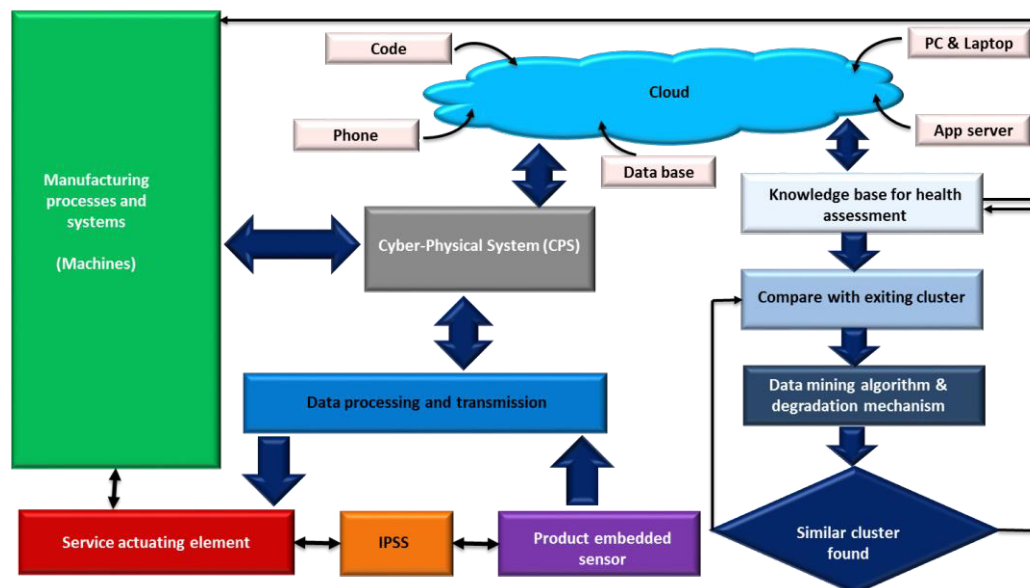 Code
PC & Laptop
Cloud
Phone
App server
Data base
Manufacturing
processes and
systems
(Machines)
Knowledge base for health
assessment
Cyber-Physical System (CPS)
Compare with exiting cluster
Data mining algorithm &
degradation mechanism
Data processing and transmission
Similar cluster
found
Service actuating element
IPSS
Product embedded
sensor